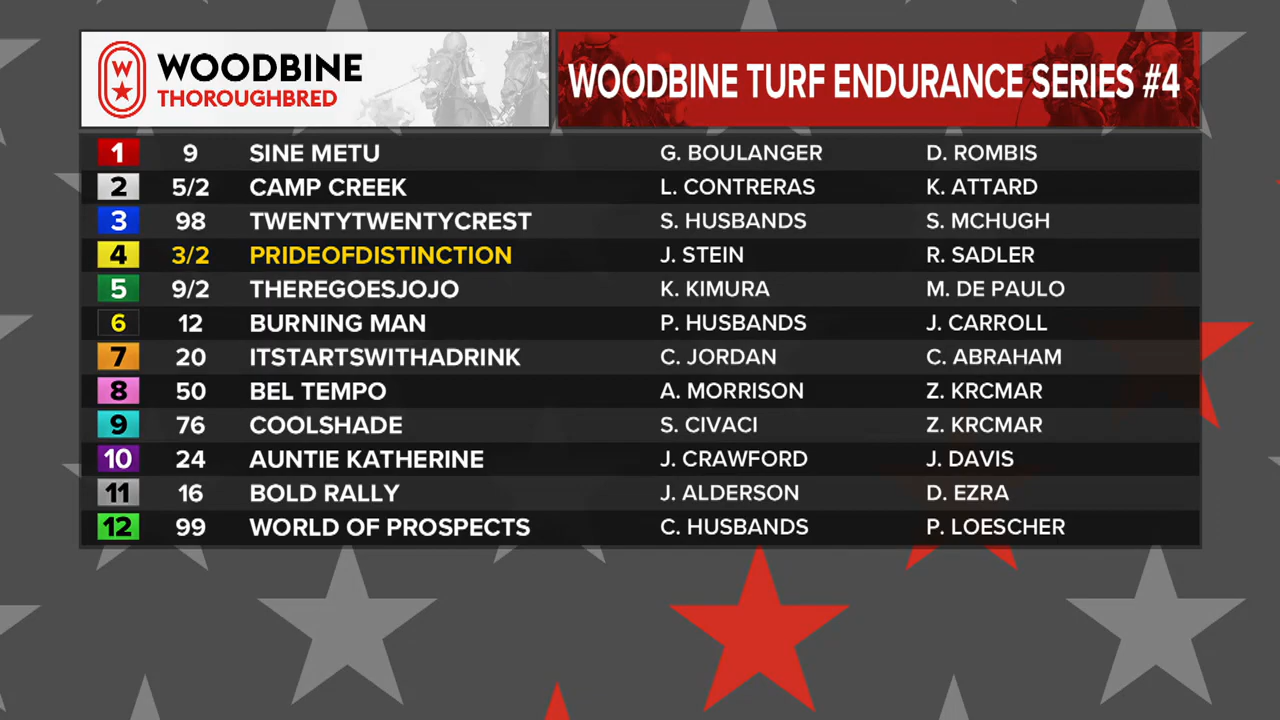 W
WOODBINE
THOROUGHBRED
WOODBINE TURF ENDURANCE SERIES #4
1 9 SINE METU G. BOULANGER D. ROMBIS
2 5/2 CAMP CREEK L. CONTRERAS K. ATTARD
3 98 TWENTYTWENTYCREST S. HUSBANDS S. MCHUGH
4 3/2 PRIDEOFDISTINCTION J. STEIN R. SADLER
5 9/2 THEREGOESJOJO K. KIMURA M. DE PAULO
6 12 BURNING MAN P. HUSBANDS J. CARROLL
7 20 ITSTARTSWITHADRINK C. JORDAN C. ABRAHAM
8 50 BEL TEMPO A. MORRISON Z. KRCMAR
9 76 COOLSHADE S. CIVACI Z. KRCMAR
10 24 AUNTIE KATHERINE J. CRAWFORD J. DAVIS
11 16 BOLD RALLY J. ALDERSON D. EZRA
12 99 WORLD OF PROSPECTS C. HUSBANDS P. LOESCHER